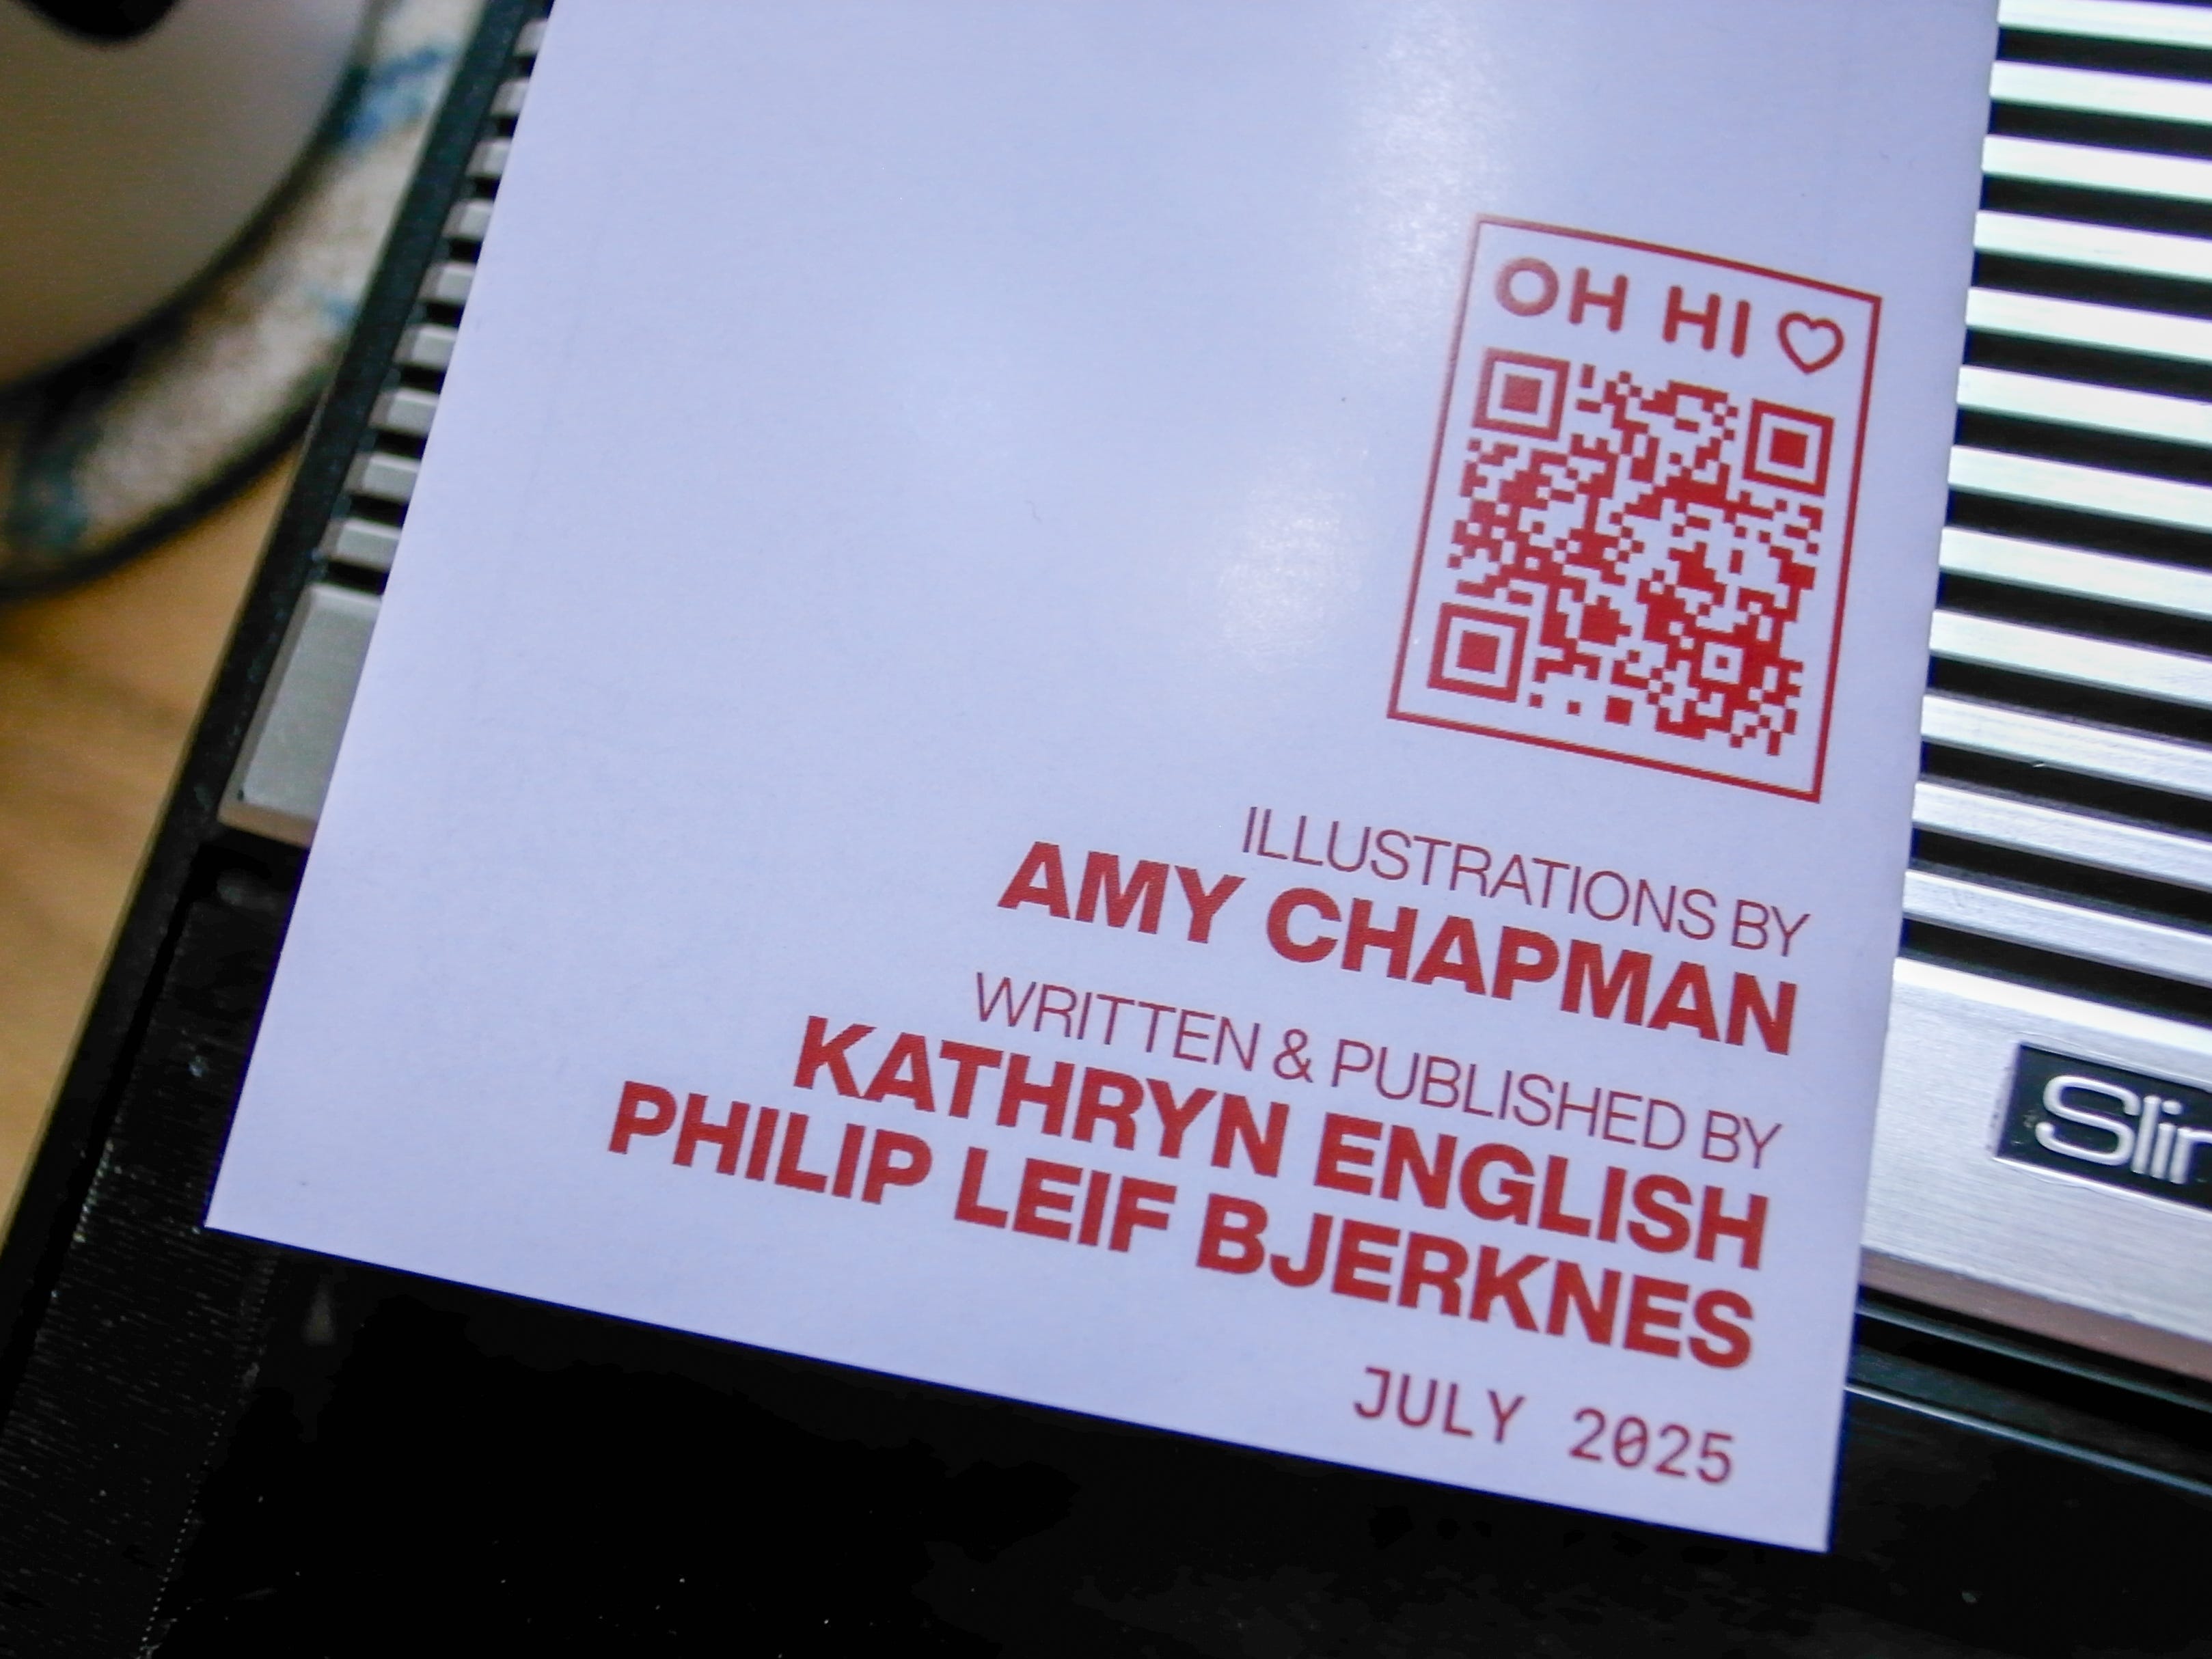 OH HI ♡
ILLUSTRATIONS BY
AMY CHAPMAN
WRITTEN & PUBLISHED BY
KATHRYN ENGLISH
PHILIP LEIF BJERKNES
JULY 2025